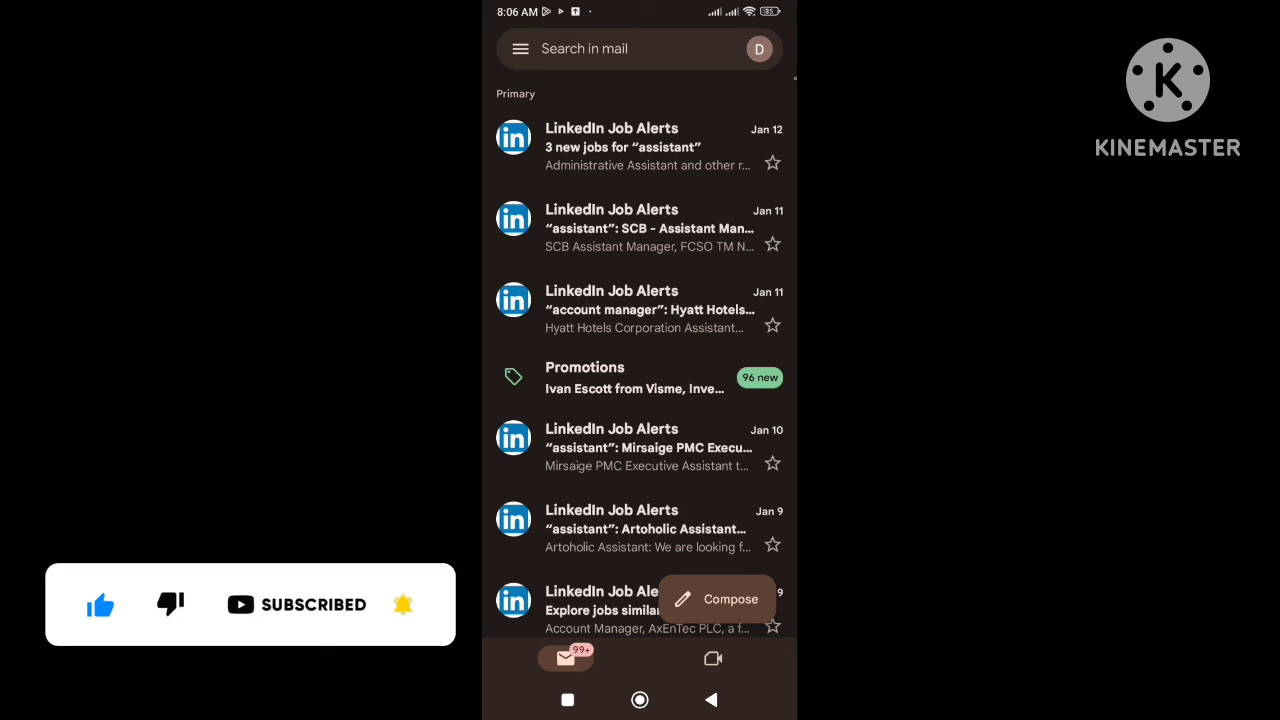 8:06 AM
85
Search in mail
D
Primary
LinkedIn Job Alerts
Jan 12
3 new jobs for “assistant”
Administrative Assistant and other r...
LinkedIn Job Alerts
Jan 11
“assistant”: SCB - Assistant Man...
SCB Assistant Manager, FCSO TM N...
LinkedIn Job Alerts
Jan 11
“account manager”: Hyatt Hotels...
Hyatt Hotels Corporation Assistant...
Promotions
96 new
Ivan Escott from Visme, Inve...
LinkedIn Job Alerts
Jan 10
“assistant”: Mirsaige PMC Execu...
Mirsaige PMC Executive Assistant t...
LinkedIn Job Alerts
Jan 9
“assistant”: Artoholic Assistant...
Artoholic Assistant: We are looking f...
LinkedIn Job Ale
9
Explore jobs similar
Account Manager, AxEnTec PLC, a f...
Compose
99+
SUBSCRIBED
K
KINEMASTER